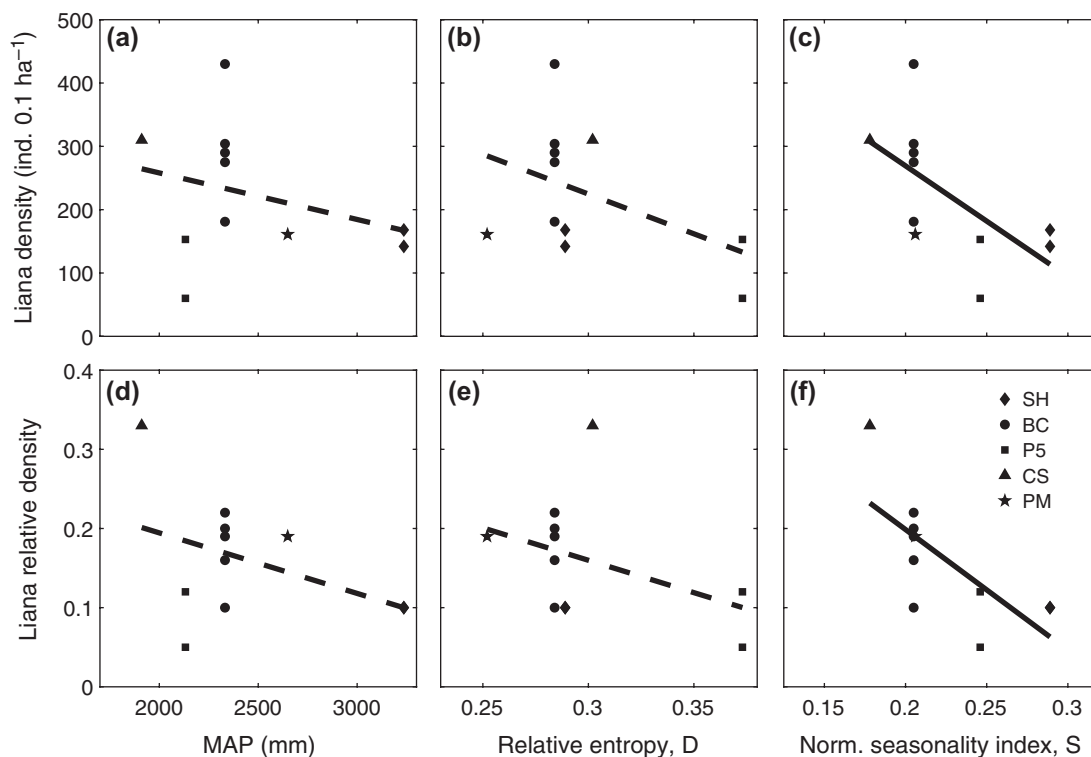 (a)
(b)
(c)
Liana density (ind. 0.1 ha⁻¹)
500
400
300
200
100
0
(d)
(e)
(f)
Liana relative density
0.4
0.3
0.2
0.1
0
SH
BC
P5
CS
PM
2000 2500 3000
0.25 0.3 0.35
0.15 0.2 0.25 0.3
MAP (mm)
Relative entropy, D
Norm. seasonality index, S